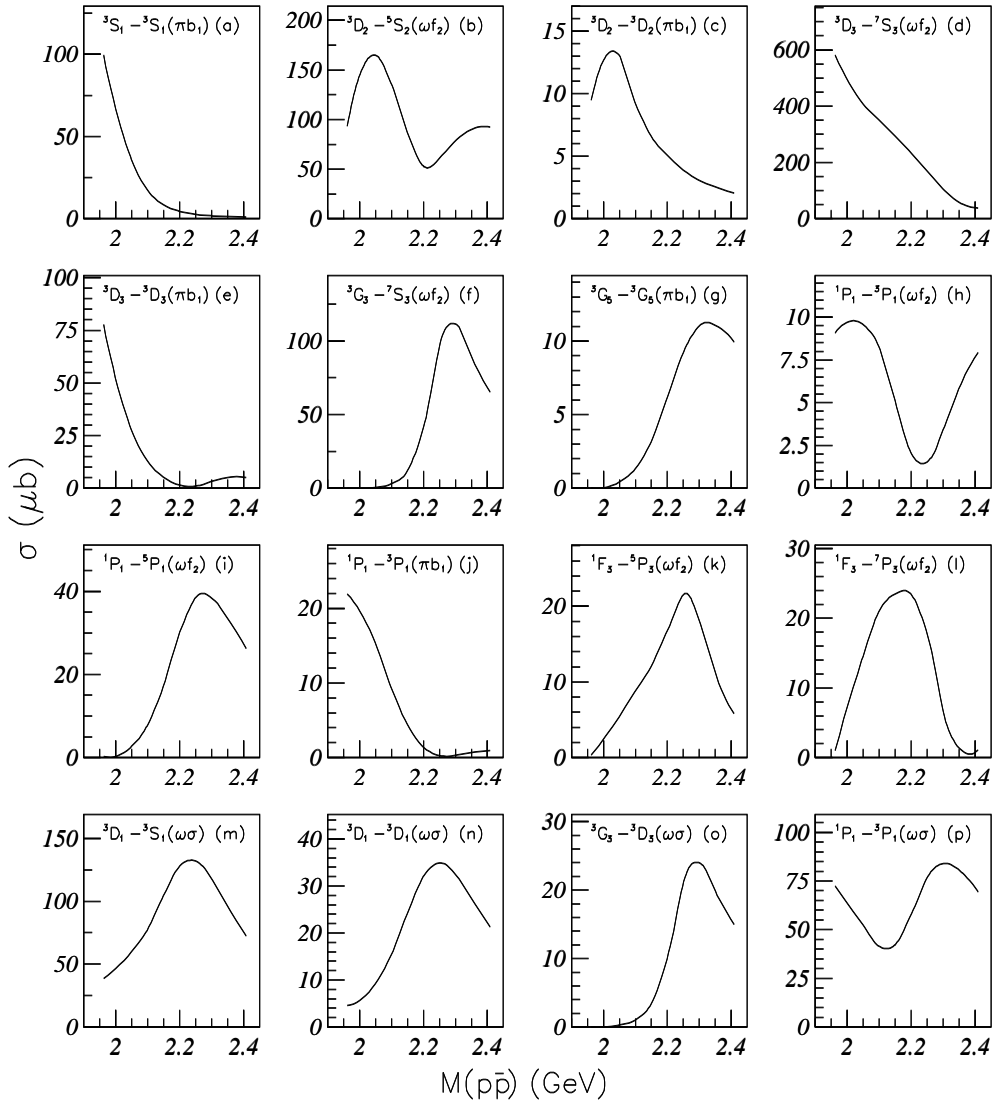 ³S₁ – ³S₁(πb₁) (a)
100
50
0
2 2.2 2.4
³D₂ – ⁵S₂(ωf₂) (b)
200
150
100
50
0
2 2.2 2.4
³D₂ – ³D₂(πb₁) (c)
15
10
5
0
2 2.2 2.4
³D₃ – ⁷S₃(ωf₂) (d)
600
400
200
0
2 2.2 2.4
³D₃ – ³D₃(πb₁) (e)
100
75
50
25
0
2 2.2 2.4
³G₃ – ⁷S₃(ωf₂) (f)
100
50
0
2 2.2 2.4
³G₅ – ³G₅(πb₁) (g)
10
5
0
2 2.2 2.4
¹P₁ – ³P₁(ωf₂) (h)
10
7.5
5
2.5
0
2 2.2 2.4
σ (μb)
¹P₁ – ⁵P₁(ωf₂) (i)
40
20
0
2 2.2 2.4
¹P₁ – ³P₁(πb₁) (j)
20
10
0
2 2.2 2.4
¹F₃ – ⁵P₃(ωf₂) (k)
20
10
0
2 2.2 2.4
¹F₃ – ⁷P₃(ωf₂) (l)
30
20
10
0
2 2.2 2.4
³D₁ – ³S₁(ωσ) (m)
150
100
50
0
2 2.2 2.4
³D₁ – ³D₁(ωσ) (n)
40
30
20
10
0
2 2.2 2.4
³G₃ – ³D₃(ωσ) (o)
30
20
10
0
2 2.2 2.4
¹P₁ – ³P₁(ωσ) (p)
100
75
50
25
0
2 2.2 2.4
M(pp̄) (GeV)